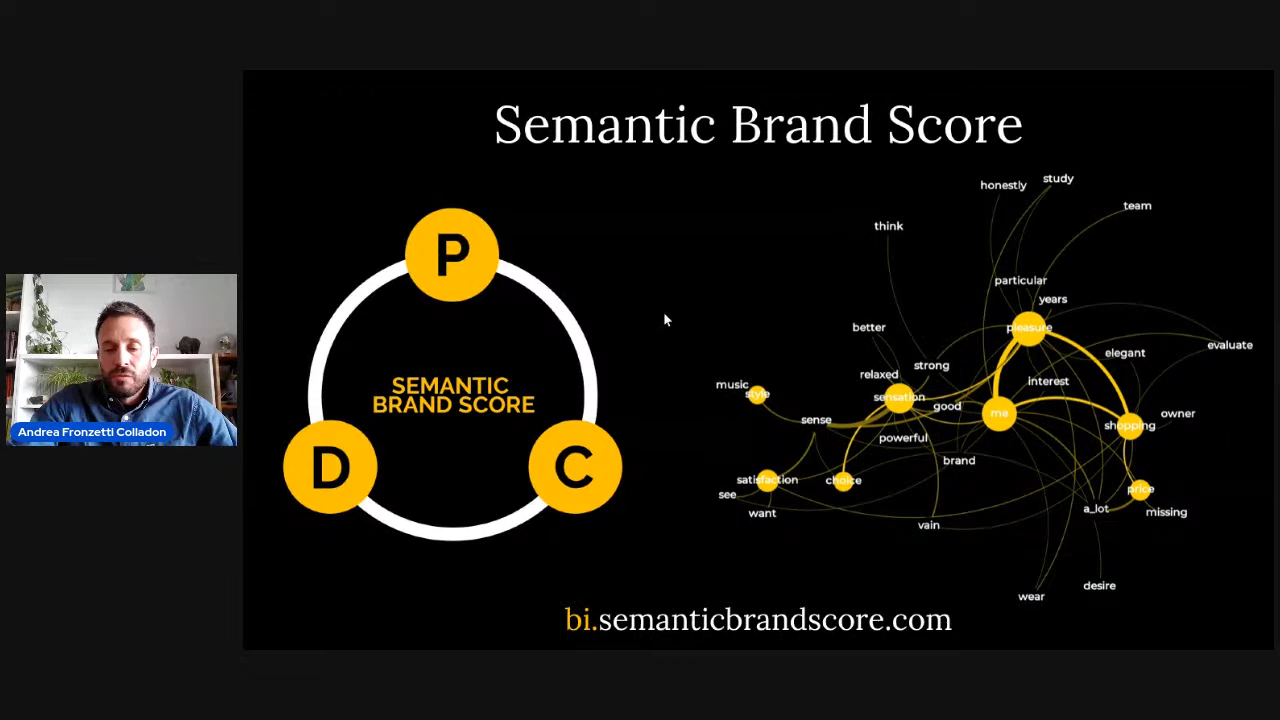 Semantic Brand Score
P
SEMANTIC
BRAND SCORE
D
C
honestly
study
team
think
particular
years
pleasure
better
strong
elegant
evaluate
relaxed
interest
music
style
sensation
good
me
owner
sense
shopping
powerful
brand
satisfaction
choice
price
see
want
a_lot
missing
vain
desire
wear
Andrea Fronzetti Colladon
bi.semanticbrandscore.com